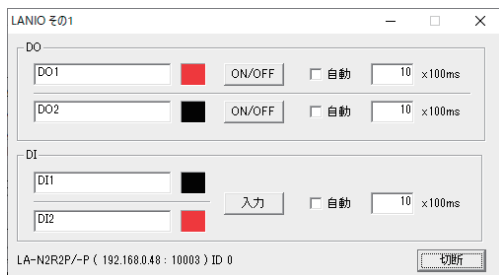 LANIO その1
DO
DO1 ON/OFF 自動 10 x100ms
DO2 ON/OFF 自動 10 x100ms
DI
DI1
入力 自動 10 x100ms
DI2
LA-N2R2P/-P ( 192.168.0.48 : 10003 ) ID 0 切断